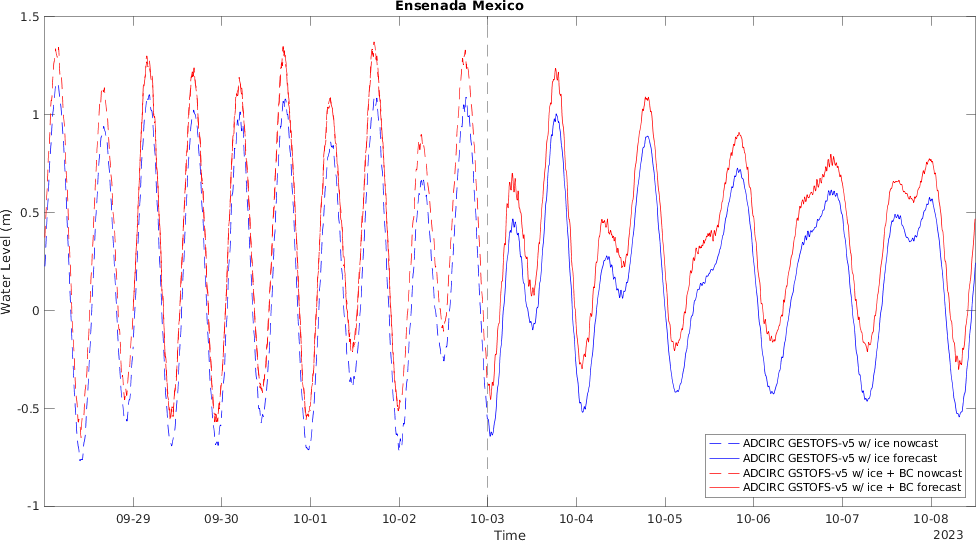 Ensenada Mexico
1.5
1
0.5
0
-0.5
-1
Water Level (m)
09-29 09-30 10-01 10-02 10-03 10-04 10-05 10-06 10-07 10-08
Time
2023
ADCIRC GESTOFS-v5 w/ ice nowcast
ADCIRC GESTOFS-v5 w/ ice forecast
ADCIRC GSTOFS-v5 w/ ice + BC nowcast
ADCIRC GSTOFS-v5 w/ ice + BC forecast